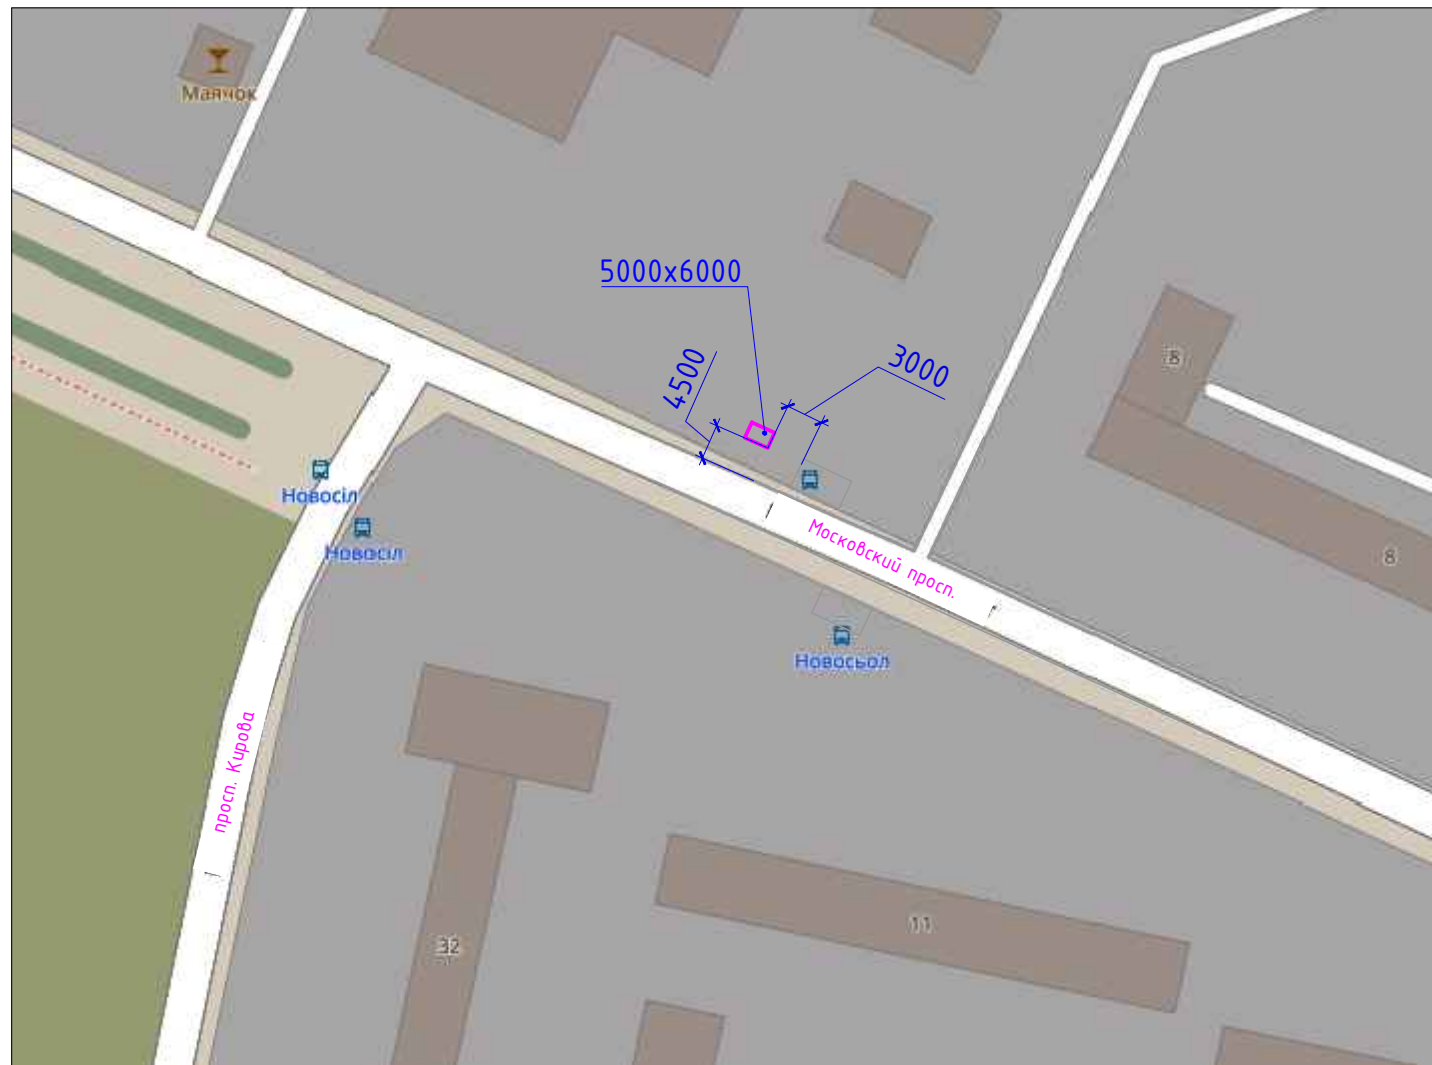 Маячок
5000x6000
4500
3000
8
8
Новосіл
Новосіл
Московский просп.
Новосьол
просп. Кирова
11
32